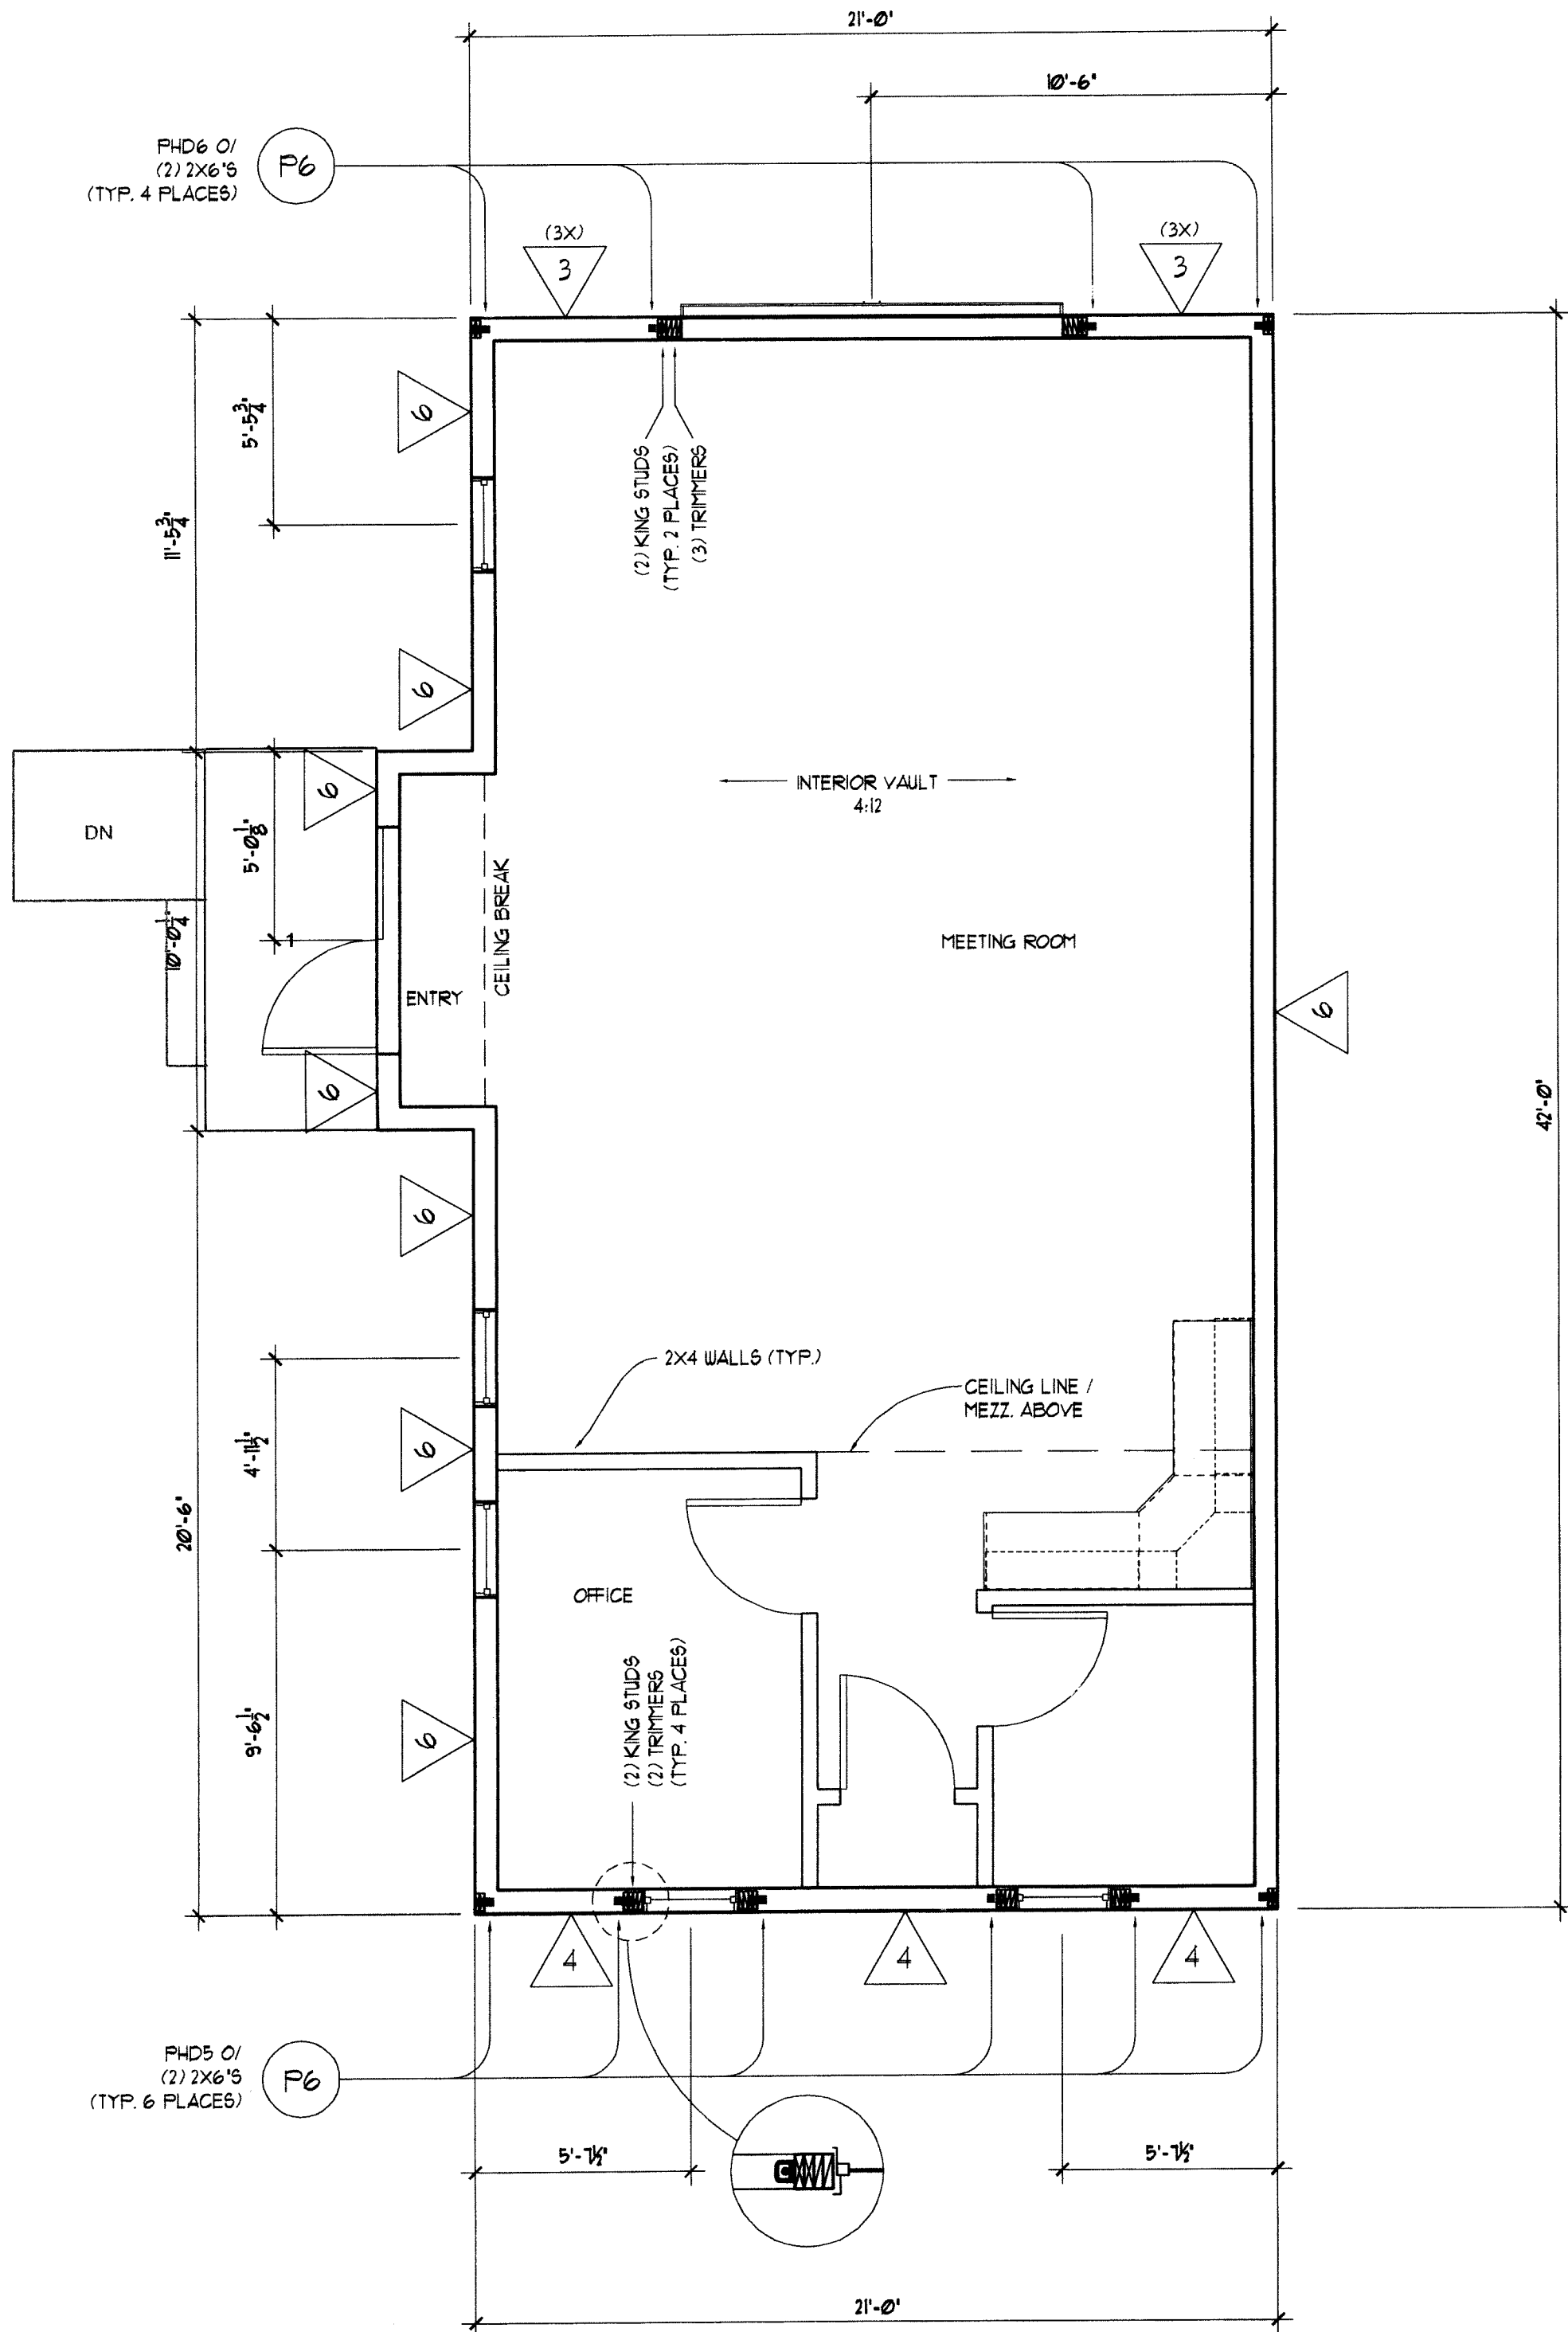 21'-0"
10'-6"
PHD6 O/
(2) 2X6'S
(TYP. 4 PLACES)
P6
(3X)
3
(3X)
3
6
5'-5 3/4"
11'-5 3/4"
(2) KING STUDS
(TYP. 2 PLACES)
(3) TRIMMERS
6
6
DN
5'-0 1/8"
10'-0 1/4"
1
ENTRY
CEILING BREAK
INTERIOR VAULT
4:12
MEETING ROOM
6
6
42'-0"
6
2X4 WALLS (TYP.)
CEILING LINE /
MEZZ. ABOVE
4'-11 1/2"
6
20'-6"
OFFICE
(2) KING STUDS
(2) TRIMMERS
(TYP. 4 PLACES)
9'-6 1/2"
6
4
4
4
PHD5 O/
(2) 2X6'S
(TYP. 6 PLACES)
P6
5'-7 1/2"
5'-7 1/2"
21'-0"